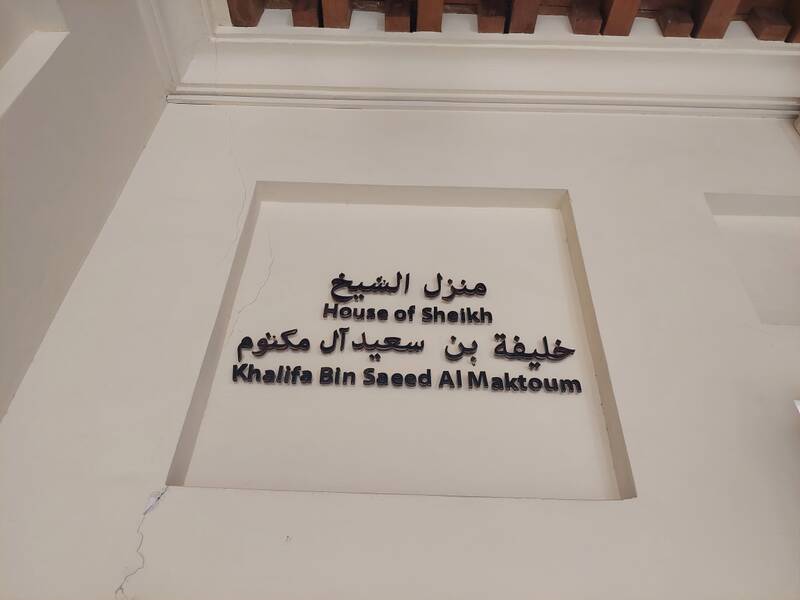 منزل الشيخ
House of Sheikh
خليفة بن سعيد آل مكتوم
Khalifa Bin Saeed Al Maktoum